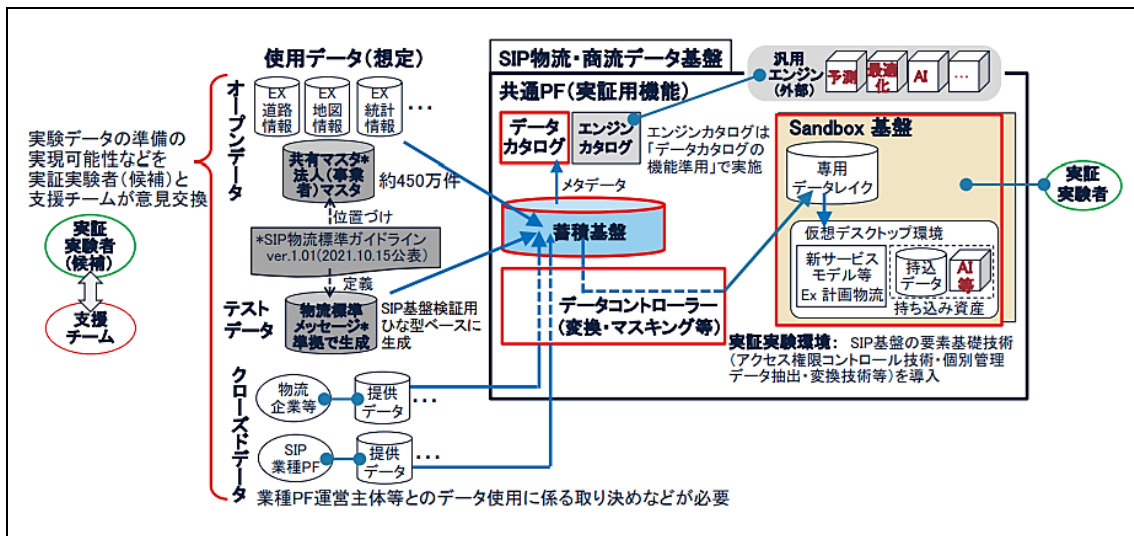 使用データ(想定)
オープンデータ
EX
道路
情報
EX
地図
情報
EX
統計
情報
・・・
共有マスタ*
法人(事業
者)マスタ
約450万件
位置づけ
*SIP物流標準ガイドライン
ver.1.01(2021.10.15公表)
定義
テスト
データ
物流標準
メッセージ*
準拠で生成
SIP基盤検証用
ひな型ベースに
生成
クローズドデータ
物流
企業等
提供
データ
・・・
SIP
業種PF
提供
データ
・・・
業種PF運営主体等とのデータ使用に係る取り決めなどが必要
実験データの準備の
実現可能性などを
実証実験者(候補)と
支援チームが意見交換
実証
実験者
(候補)
支援
チーム
SIP物流・商流データ基盤
共通PF(実証用機能)
データ
カタログ
エンジン
カタログ
エンジンカタログは
「データカタログの
機能準用」で実施
メタデータ
蓄積基盤
データコントローラー
(変換・マスキング等)
汎用
エンジン
(外部)
予測
最適
化
AI
…
Sandbox 基盤
専用
データレイク
仮想デスクトップ環境
新サービス
モデル等
Ex 計画物流
持込
データ
AI
等
持ち込み資産
実証実験環境: SIP基盤の要素基礎技術
(アクセス権限コントロール技術・個別管理
データ抽出・変換技術等)を導入
実証
実験者